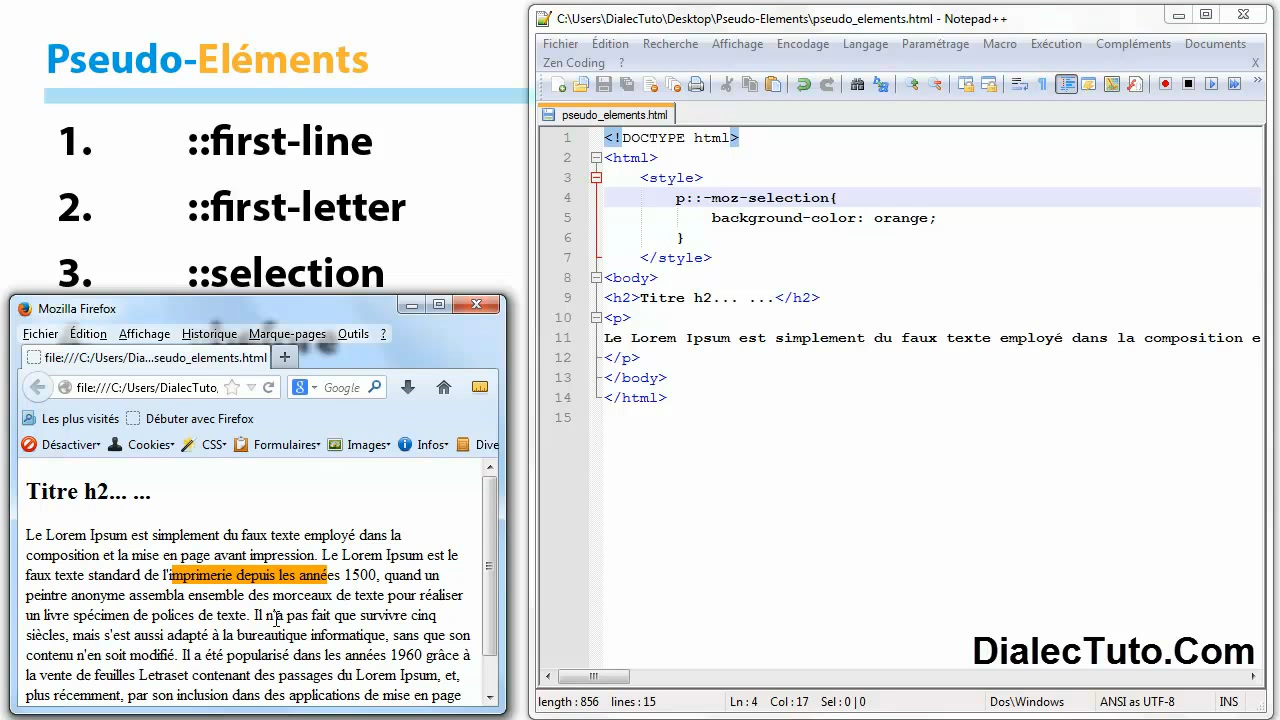 Pseudo-Eléments
1. ::first-line
2. ::first-letter
3. ::selection
C:\Users\DialecTuto\Desktop\Pseudo-Elements\pseudo_elements.html - Notepad++
Fichier Édition Recherche Affichage Encodage Langage Paramétrage Macro Exécution Compléments Documents
Zen Coding ? X
pseudo_elements.html
1 <!DOCTYPE html>
2 <html>
3 <style>
4 p::-moz-selection{
5 background-color: orange;
6 }
7 </style>
8 <body>
9 <h2>Titre h2... ...</h2>
10 <p>
11 Le Lorem Ipsum est simplement du faux texte employé dans la composition e
12 </p>
13 </body>
14 </html>
15
length : 856 lines : 15 Ln : 4 Col : 17 Sel : 0 | 0 Dos\Windows ANSI as UTF-8 INS
Mozilla Firefox
Fichier Édition Affichage Historique Marque-pages Outils ?
file:///C:/Users/Dia...seudo_elements.html +
file:///C:/Users/DialecTuto, Google
Les plus visités Débuter avec Firefox
Désactiver Cookies CSS Formulaires Images Infos Dive
Titre h2... ...
Le Lorem Ipsum est simplement du faux texte employé dans la
composition et la mise en page avant impression. Le Lorem Ipsum est le
faux texte standard de l'imprimerie depuis les années 1500, quand un
peintre anonyme assembla ensemble des morceaux de texte pour réaliser
un livre spécimen de polices de texte. Il n'a pas fait que survivre cinq
siècles, mais s'est aussi adapté à la bureautique informatique, sans que son
contenu n'en soit modifié. Il a été popularisé dans les années 1960 grâce à
la vente de feuilles Letraset contenant des passages du Lorem Ipsum, et,
plus récemment, par son inclusion dans des applications de mise en page
DialecTuto.Com